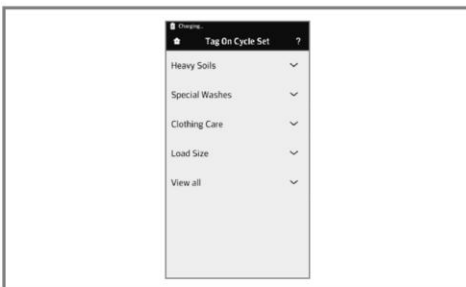 Charging..
Tag On Cycle Set ?
Heavy Soils
Special Washes
Clothing Care
Load Size
View all